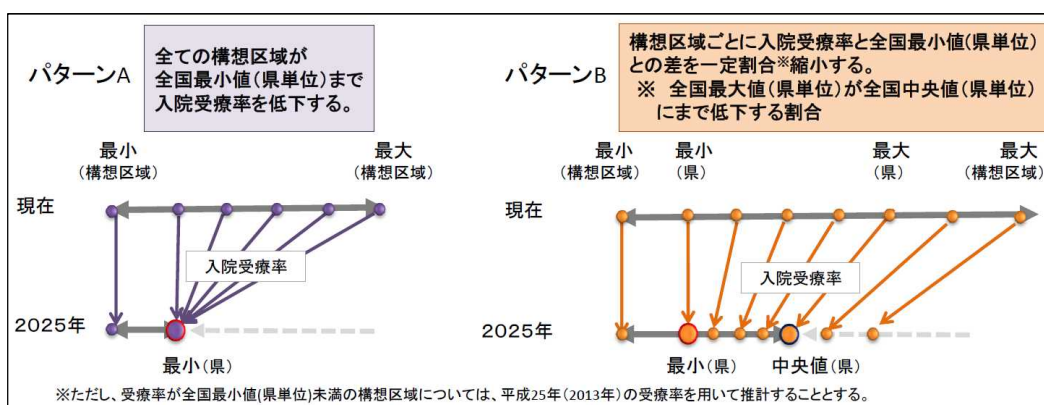 パターンA
全ての構想区域が
全国最小値(県単位)まで
入院受療率を低下する。
最小
(構想区域)
最大
(構想区域)
現在
入院受療率
2025年
最小(県)
パターンB
構想区域ごとに入院受療率と全国最小値(県単位)
との差を一定割合※縮小する。
※ 全国最大値(県単位)が全国中央値(県単位)
にまで低下する割合
最小
(構想区域)
最小
(県)
最大
(県)
最大
(構想区域)
現在
入院受療率
2025年
最小(県)
中央値(県)
※ただし、受療率が全国最小値(県単位)未満の構想区域については、平成25年(2013年)の受療率を用いて推計することとする。